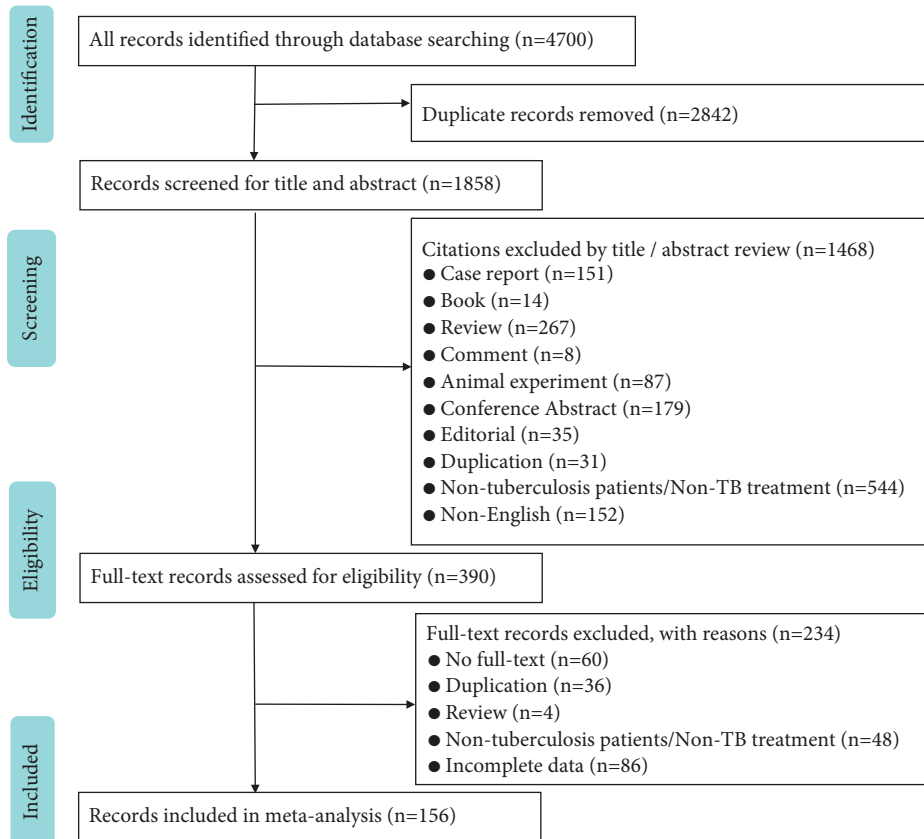 Identification
All records identified through database searching (n=4700)
Duplicate records removed (n=2842)
Records screened for title and abstract (n=1858)
Screening
Citations excluded by title / abstract review (n=1468)
● Case report (n=151)
● Book (n=14)
● Review (n=267)
● Comment (n=8)
● Animal experiment (n=87)
● Conference Abstract (n=179)
● Editorial (n=35)
● Duplication (n=31)
● Non-tuberculosis patients/Non-TB treatment (n=544)
● Non-English (n=152)
Eligibility
Full-text records assessed for eligibility (n=390)
Full-text records excluded, with reasons (n=234)
● No full-text (n=60)
● Duplication (n=36)
● Review (n=4)
● Non-tuberculosis patients/Non-TB treatment (n=48)
● Incomplete data (n=86)
Included
Records included in meta-analysis (n=156)